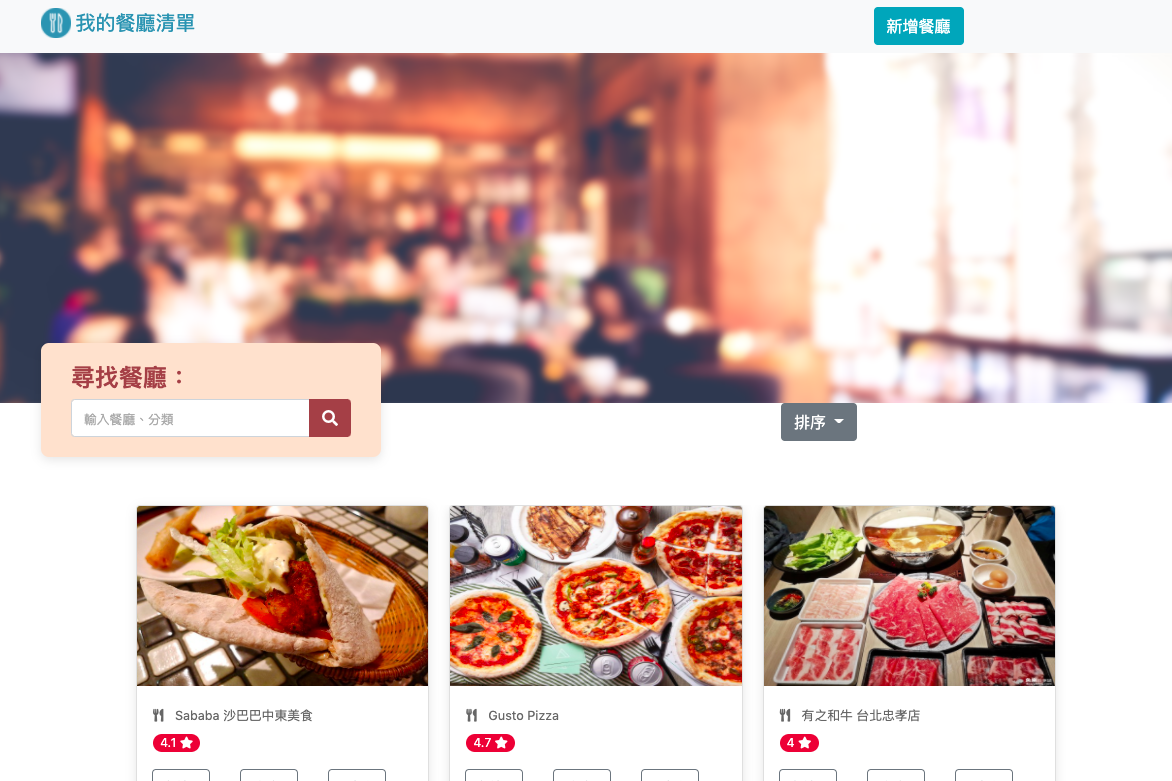 我的餐廳清單
新增餐廳
尋找餐廳：
輸入餐廳、分類
排序
Sababa 沙巴巴中東美食
4.1
Gusto Pizza
4.7
有之和牛 台北忠孝店
4